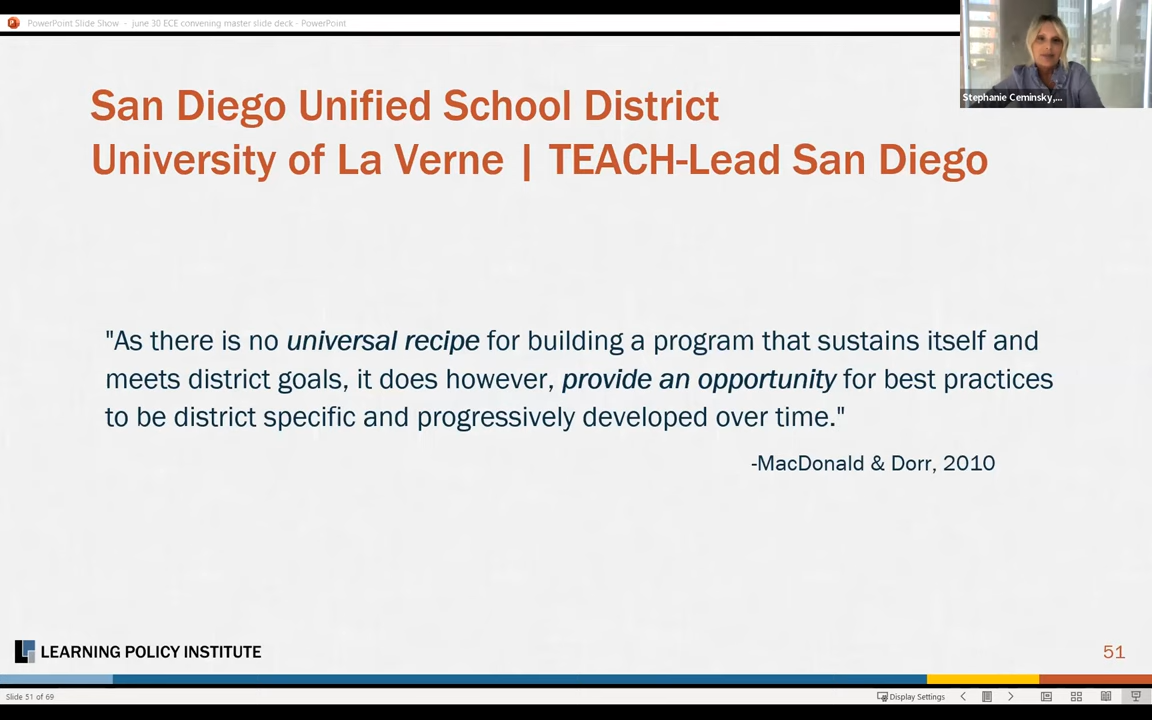 PowerPoint Slide Show - june 30 ECE convening master slide deck - PowerPoint
Stephanie Ceminsky,...
San Diego Unified School District
University of La Verne | TEACH-Lead San Diego
"As there is no universal recipe for building a program that sustains itself and
meets district goals, it does however, provide an opportunity for best practices
to be district specific and progressively developed over time."
-MacDonald & Dorr, 2010
LEARNING POLICY INSTITUTE
51
Slide 51 of 69
Display Settings